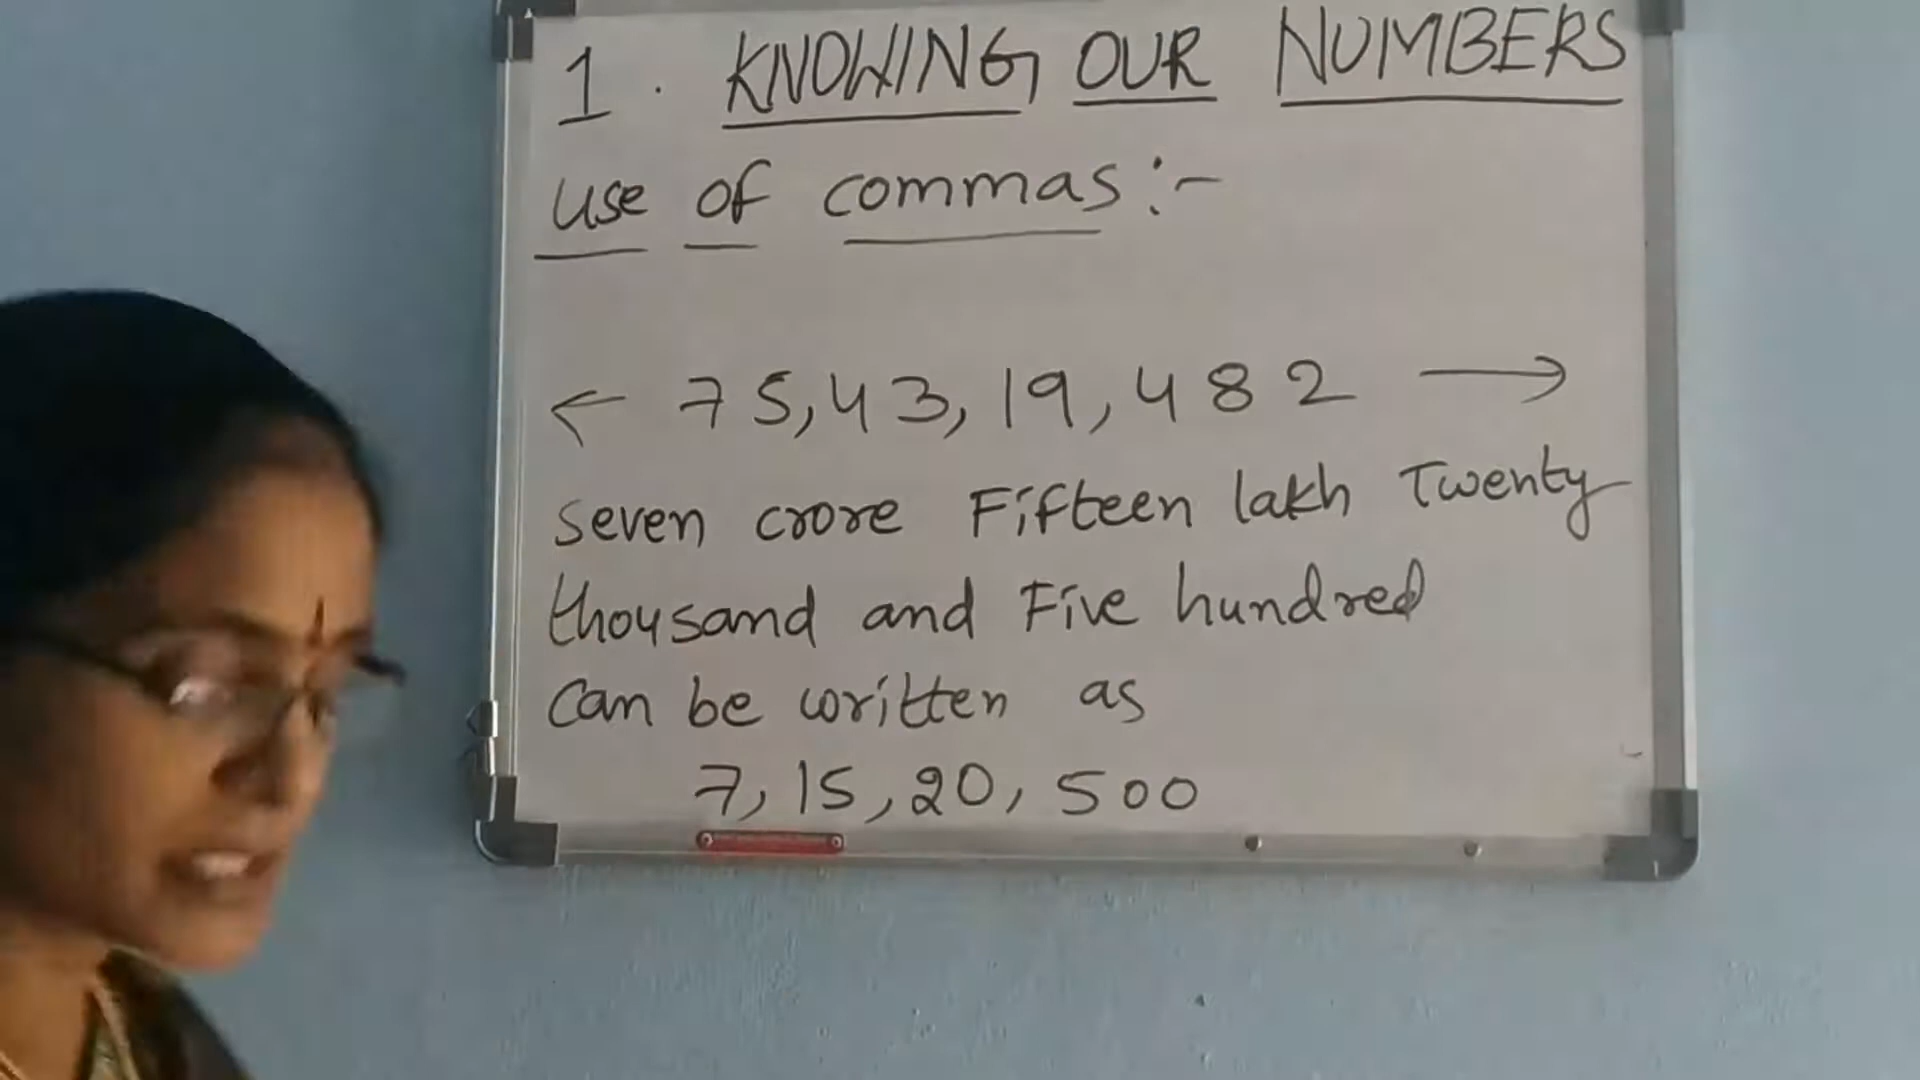 1. KNOWING OUR NUMBERS
use of commas :-
← 75,43,19,482 →
seven crore Fifteen lakh Twenty
thousand and Five hundred
Can be written as
7,15,20,500